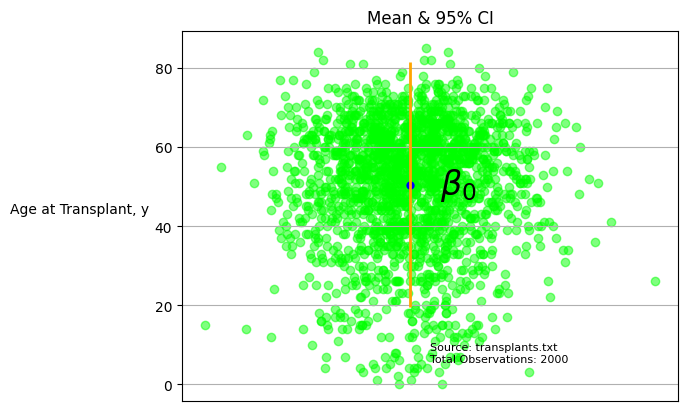 Mean & 95% CI
80
60
40
20
0
Age at Transplant, y
β0
Source: transplants.txt
Total Observations: 2000